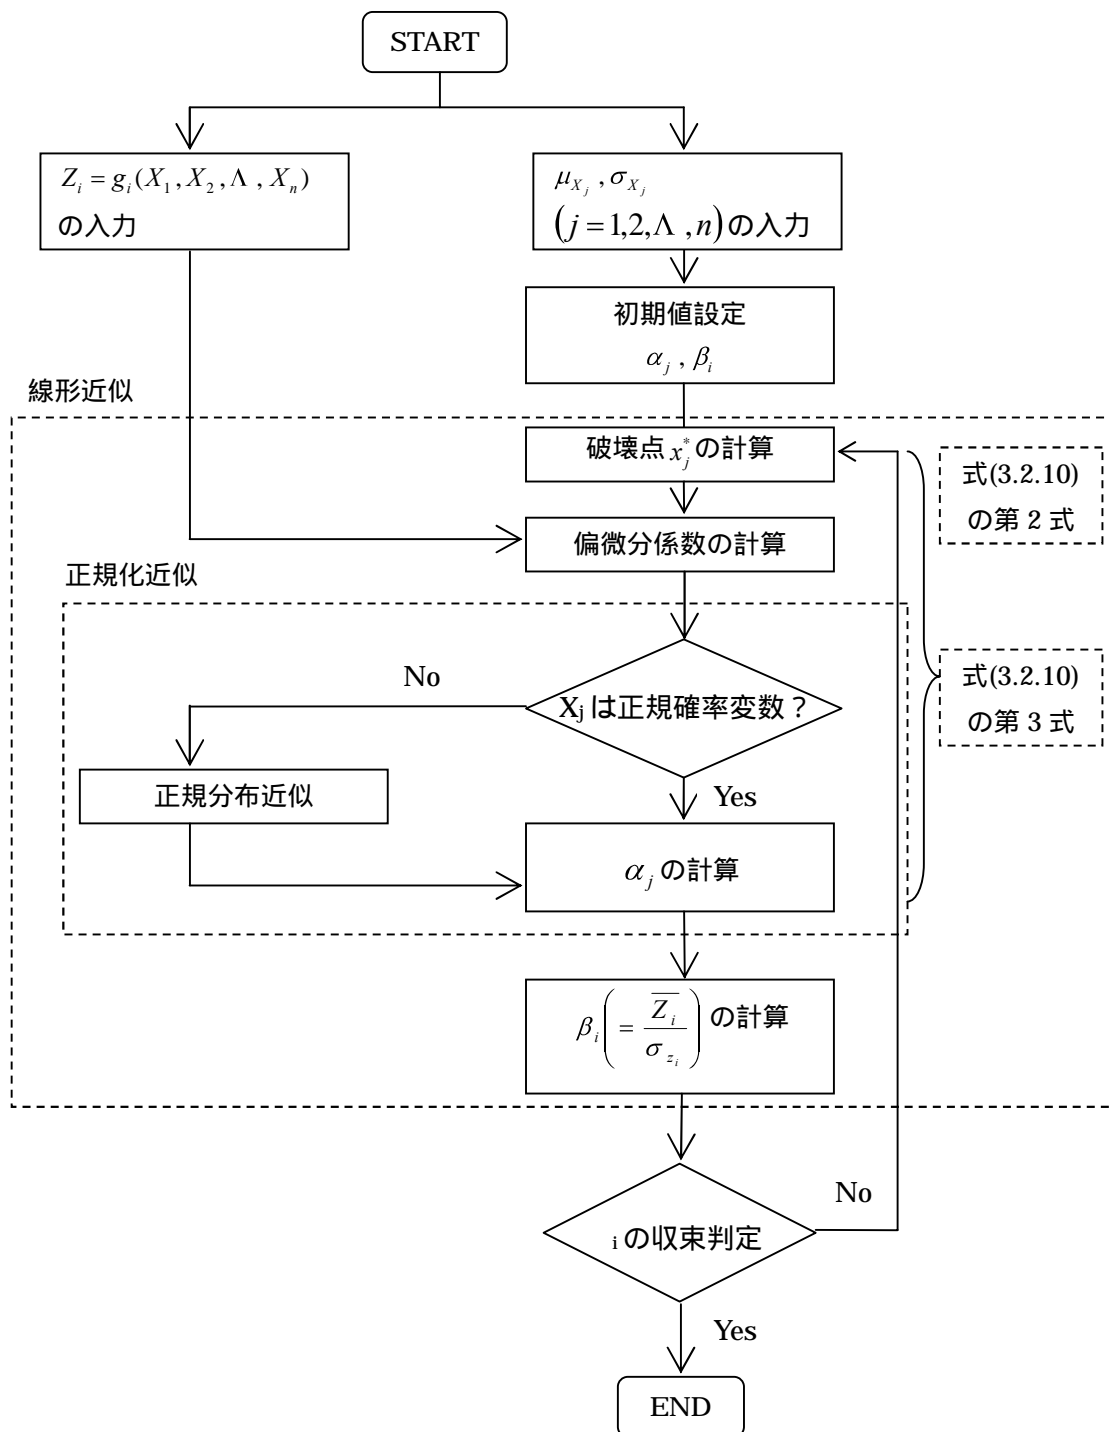 START
Z_i = g_i(X_1, X_2, Λ , X_n)
の入力
μ_{X_j} , σ_{X_j}
(j = 1,2,Λ , n)の入力
初期値設定
α_j , β_i
線形近似
破壊点 x_j^* の計算
式(3.2.10)
の第 2 式
偏微分係数の計算
正規化近似
No
X_j は正規確率変数？
式(3.2.10)
の第 3 式
正規分布近似
Yes
α_j の計算
β_i ( = \overline{Z_i} / σ_{z_i} ) の計算
No
i の収束判定
Yes
END